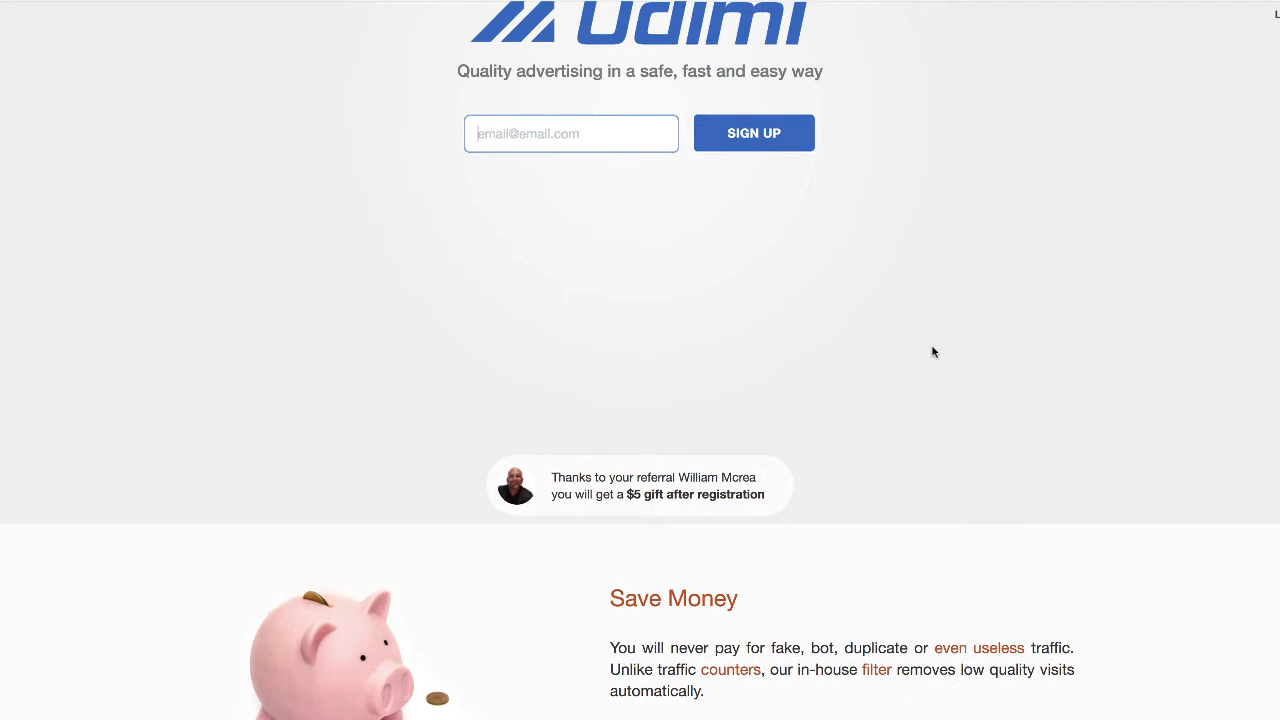 Udimi
Quality advertising in a safe, fast and easy way
email@email.com
SIGN UP
Thanks to your referral William Mcrea
you will get a $5 gift after registration
Save Money
You will never pay for fake, bot, duplicate or even useless traffic.
Unlike traffic counters, our in-house filter removes low quality visits
automatically.